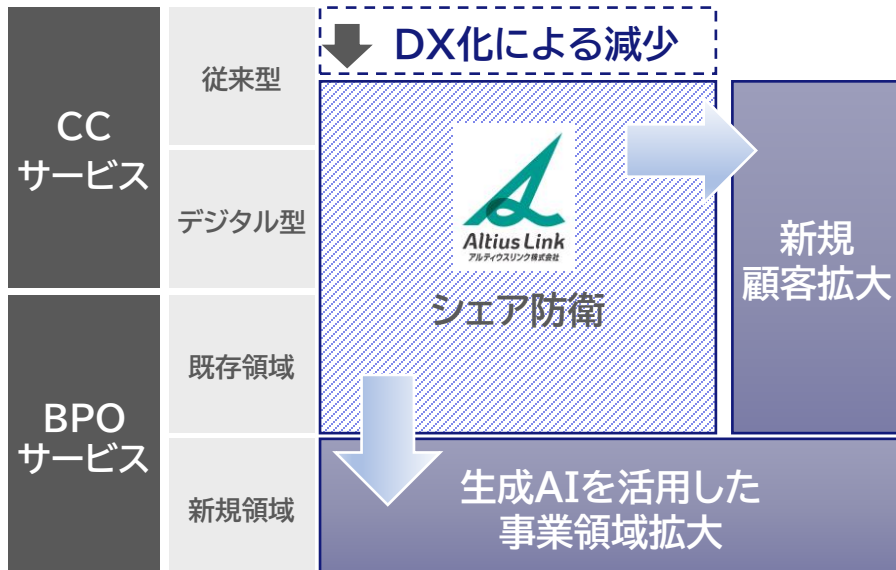 DX化による減少
CC
サービス
従来型
デジタル型
Altius Link
アルティウスリンク株式会社
シェア防衛
新規
顧客拡大
BPO
サービス
既存領域
新規領域
生成AIを活用した
事業領域拡大